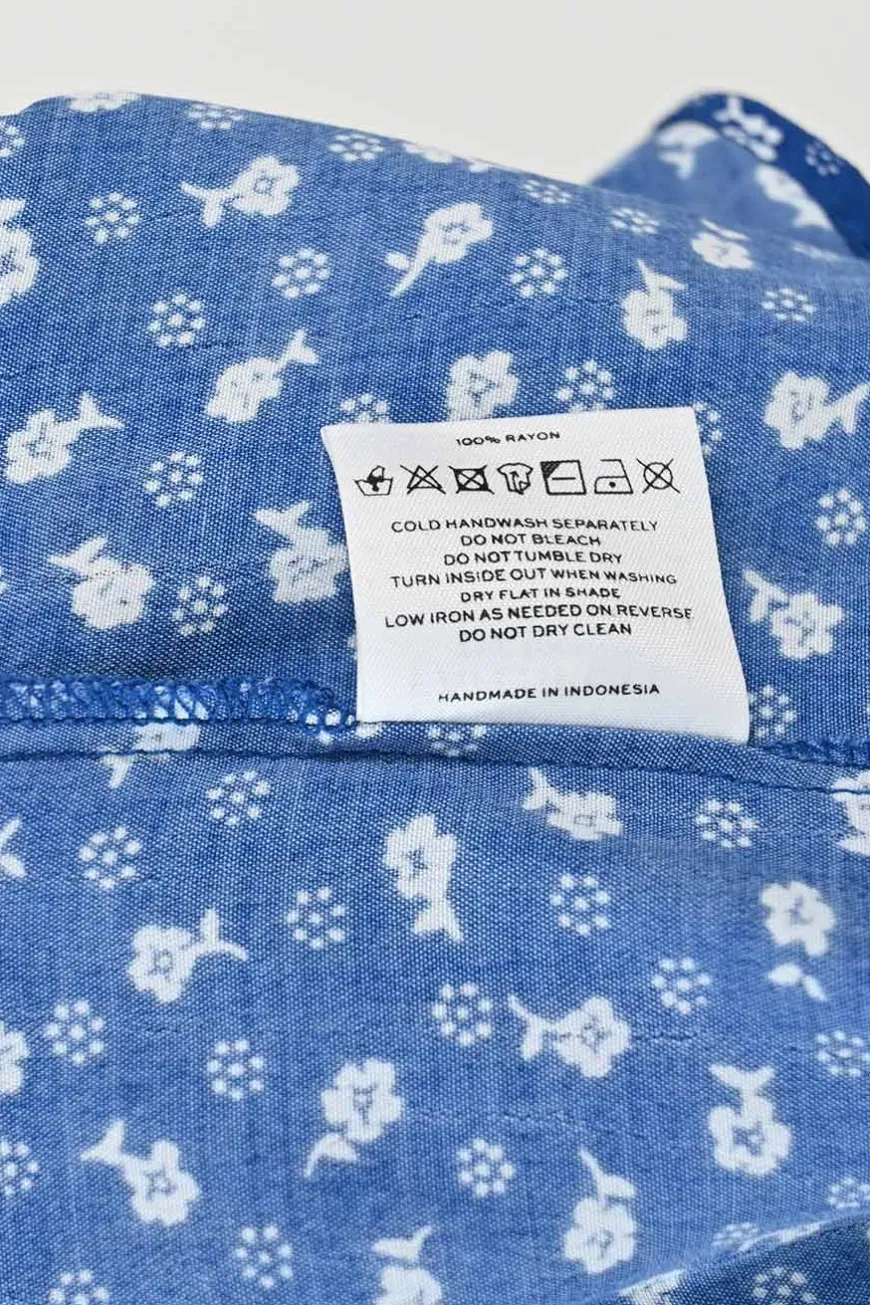 100% RAYON
COLD HANDWASH SEPARATELY
DO NOT BLEACH
DO NOT TUMBLE DRY
TURN INSIDE OUT WHEN WASHING
DRY FLAT IN SHADE
LOW IRON AS NEEDED ON REVERSE
DO NOT DRY CLEAN
HANDMADE IN INDONESIA